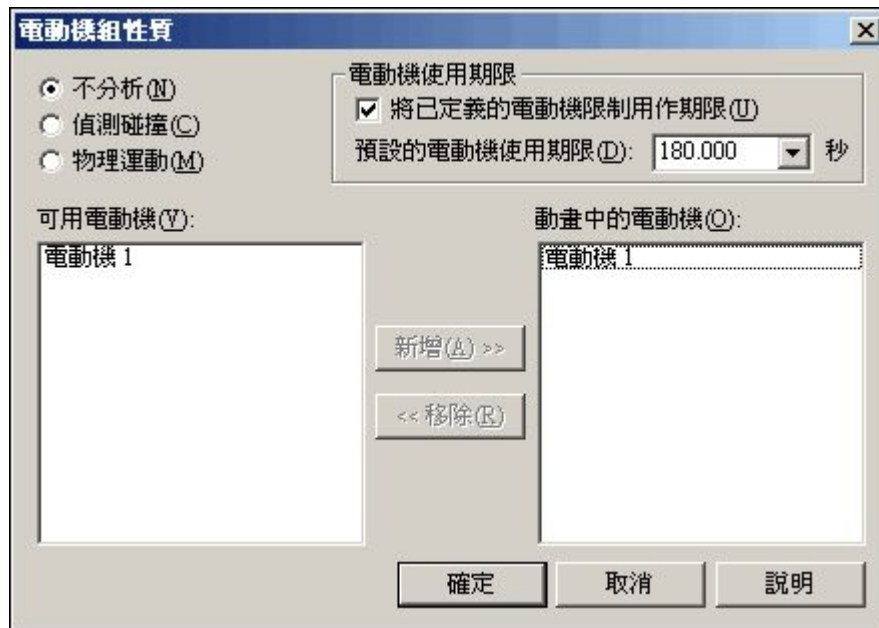 電動機組性質
不分析(N)
偵測碰撞(C)
物理運動(M)
電動機使用期限
將已定義的電動機限制用作期限(U)
預設的電動機使用期限(D): 180.000 秒
可用電動機(V):
電動機 1
新增(A) >>
<< 移除(R)
動畫中的電動機(O):
電動機 1
確定
取消
說明